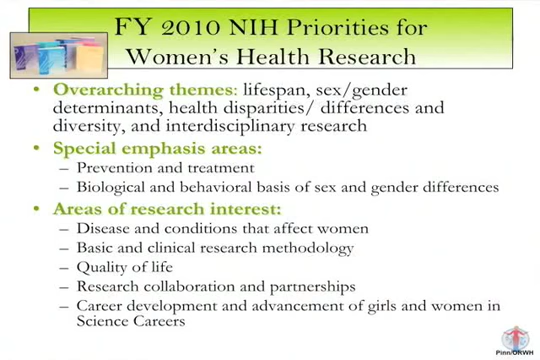 FY 2010 NIH Priorities for
Women's Health Research
• Overarching themes: lifespan, sex/gender
determinants, health disparities/ differences and
diversity, and interdisciplinary research
• Special emphasis areas:
– Prevention and treatment
– Biological and behavioral basis of sex and gender differences
• Areas of research interest:
– Disease and conditions that affect women
– Basic and clinical research methodology
– Quality of life
– Research collaboration and partnerships
– Career development and advancement of girls and women in
Science Careers
Pinn/ORWH